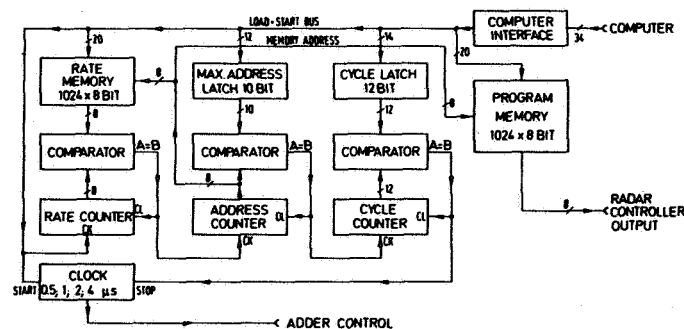 LOAD-START BUS
COMPUTER INTERFACE
34
COMPUTER
20
12
MEMORY ADDRESS
14
20
RATE MEMORY 1024 x 8 BIT
8
MAX. ADDRESS LATCH 10 BIT
CYCLE LATCH 12 BIT
8
PROGRAM MEMORY 1024 x 8 BIT
8
10
12
COMPARATOR
A=B
COMPARATOR
A=B
COMPARATOR
A=B
8
8
12
RATE COUNTER
CL
CK
ADDRESS COUNTER
CL
CK
CYCLE COUNTER
CL
CK
8
RADAR CONTROLLER OUTPUT
START
CLOCK
0.5; 1; 2; 4 μs
STOP
ADDER CONTROL